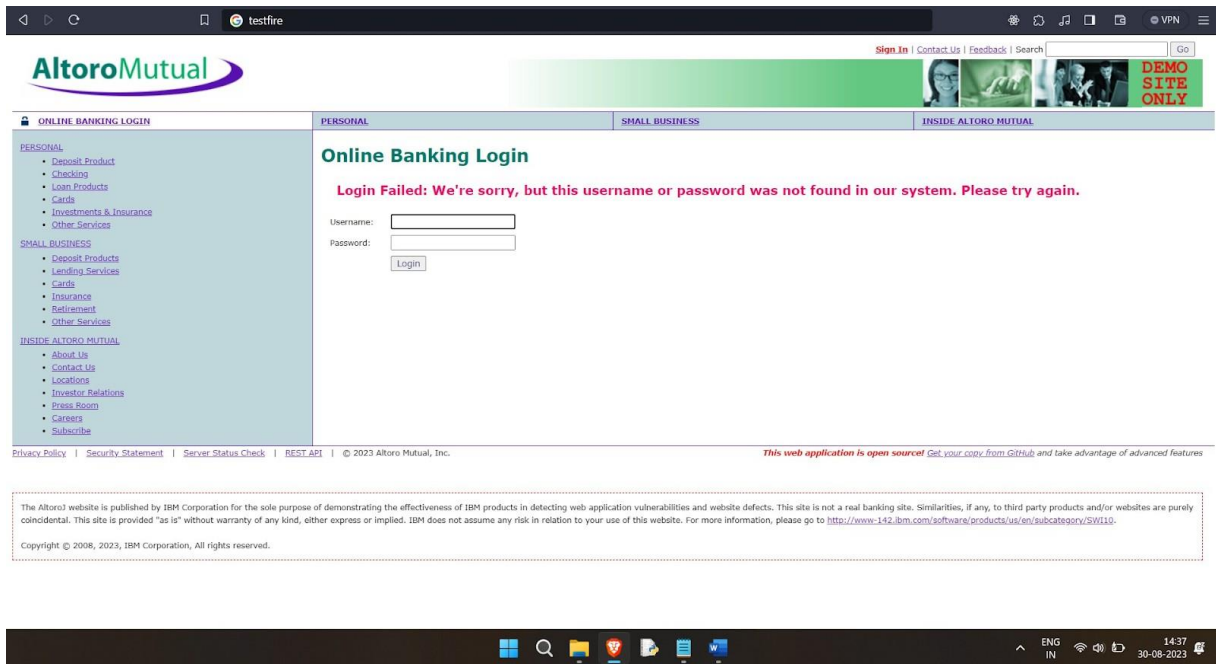 testfire
VPN
AltoroMutual
Sign In | Contact Us | Feedback | Search Go
DEMO
SITE
ONLY
ONLINE BANKING LOGIN
PERSONAL
SMALL BUSINESS
INSIDE ALTORO MUTUAL
PERSONAL
• Deposit Product
• Checking
• Loan Products
• Cards
• Investments & Insurance
• Other Services
SMALL BUSINESS
• Deposit Products
• Lending Services
• Cards
• Insurance
• Retirement
• Other Services
INSIDE ALTORO MUTUAL
• About Us
• Contact Us
• Locations
• Investor Relations
• Press Room
• Careers
• Subscribe
Online Banking Login
Login Failed: We're sorry, but this username or password was not found in our system. Please try again.
Username:
Password:
Login
Privacy Policy | Security Statement | Server Status Check | REST API | © 2023 Altoro Mutual, Inc.
This web application is open source! Get your copy from GitHub and take advantage of advanced features
The AltoroJ website is published by IBM Corporation for the sole purpose of demonstrating the effectiveness of IBM products in detecting web application vulnerabilities and website defects. This site is not a real banking site. Similarities, if any, to third party products and/or websites are purely
coincidental. This site is provided "as is" without warranty of any kind, either express or implied. IBM does not assume any risk in relation to your use of this website. For more information, please go to http://www-142.ibm.com/software/products/us/en/subcategory/SWI10.
Copyright © 2008, 2023, IBM Corporation, All rights reserved.
ENG
IN
14:37
30-08-2023